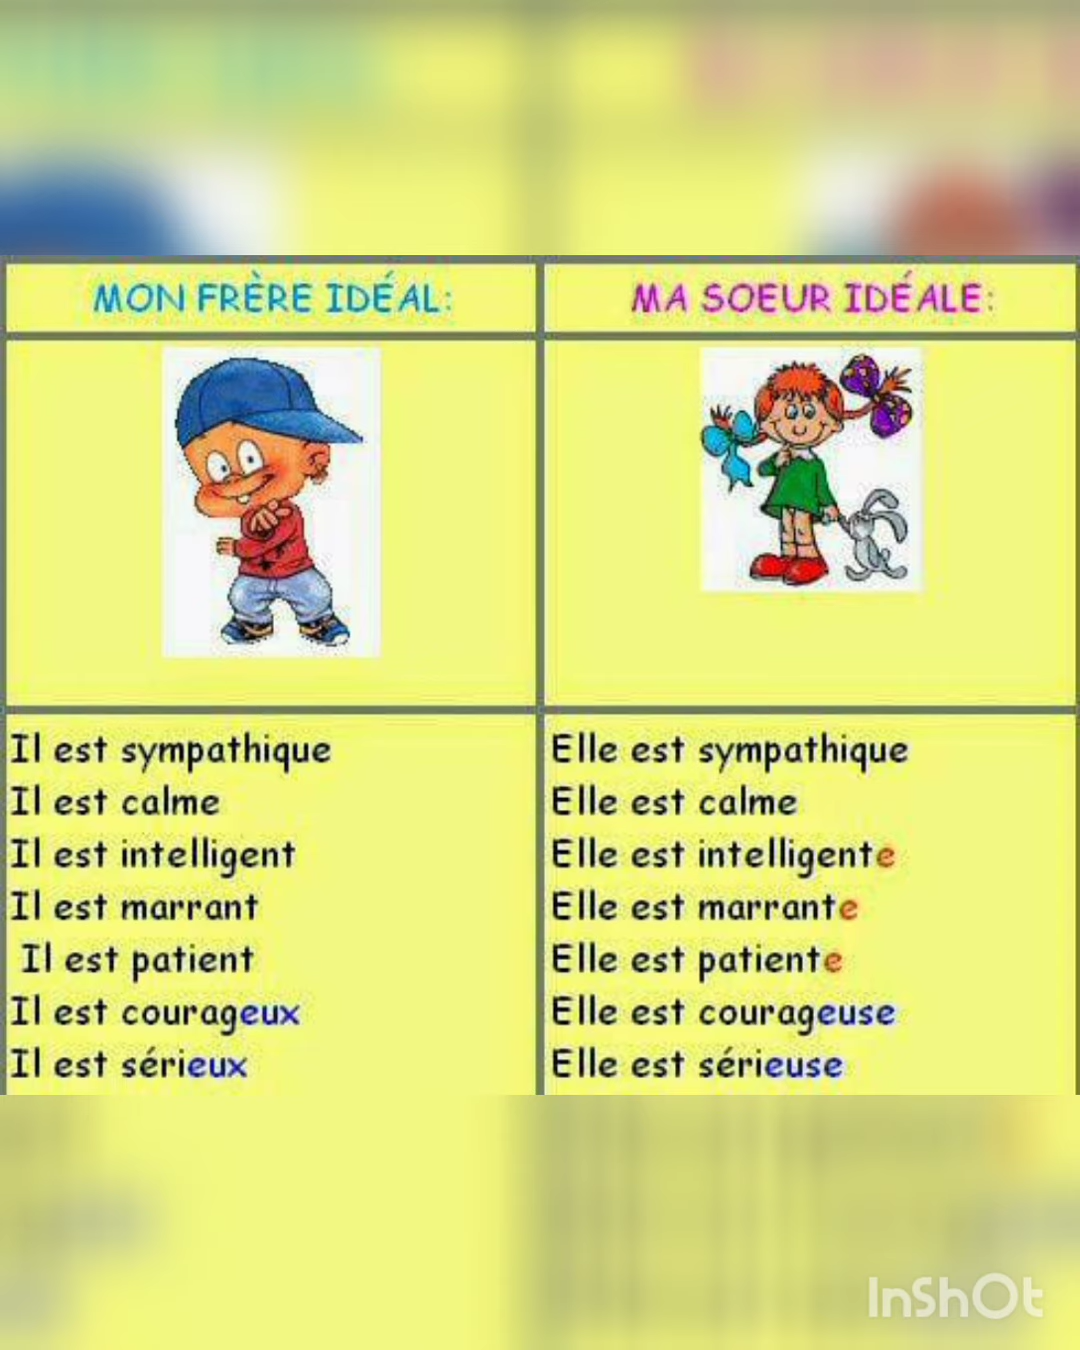 MON FRÈRE IDÉAL:
MA SOEUR IDÉALE:
Il est sympathique
Il est calme
Il est intelligent
Il est marrant
Il est patient
Il est courageux
Il est sérieux
Elle est sympathique
Elle est calme
Elle est intelligente
Elle est marrante
Elle est patiente
Elle est courageuse
Elle est sérieuse
InShOt